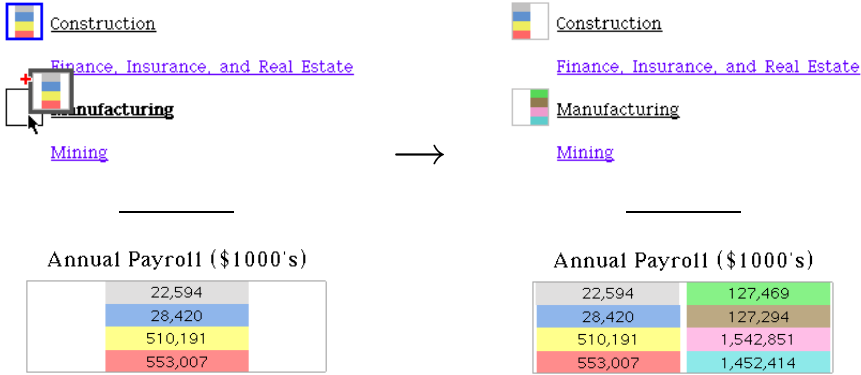 Construction
Finance, Insurance, and Real Estate
Manufacturing
Mining
Annual Payroll ($1000's)
22,594
28,420
510,191
553,007
Construction
Finance, Insurance, and Real Estate
Manufacturing
Mining
Annual Payroll ($1000's)
22,594 127,469
28,420 127,294
510,191 1,542,851
553,007 1,452,414